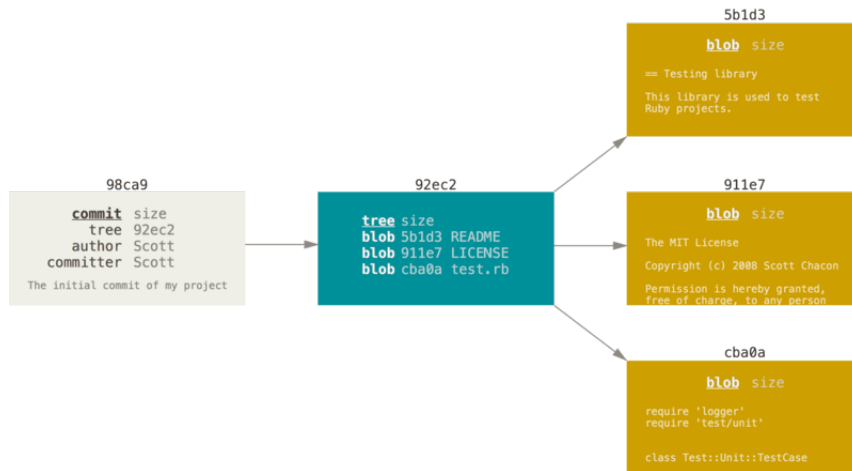 98ca9
commit size
tree 92ec2
author Scott
committer Scott
The initial commit of my project
92ec2
tree size
blob 5b1d3 README
blob 911e7 LICENSE
blob cba0a test.rb
5b1d3
blob size
== Testing library
This library is used to test
Ruby projects.
911e7
blob size
The MIT License
Copyright (c) 2008 Scott Chacon
Permission is hereby granted,
free of charge, to any person
cba0a
blob size
require 'logger'
require 'test/unit'
class Test::Unit::TestCase